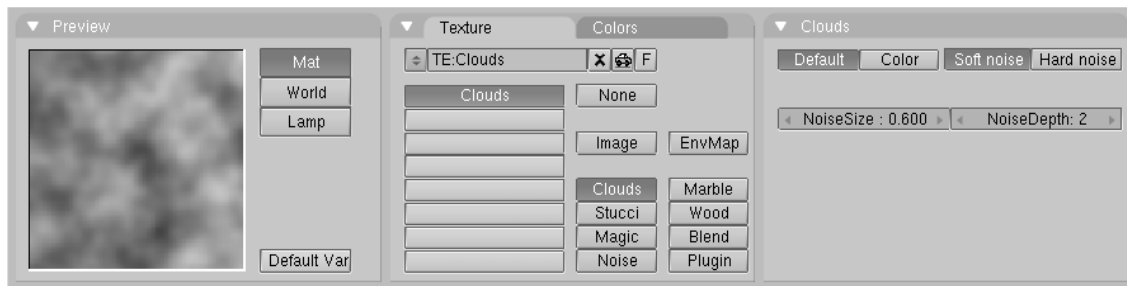 Preview
Mat
World
Lamp
Default Var
Texture
Colors
TE:Clouds
X
F
Clouds
None
Image
EnvMap
Clouds
Marble
Stucci
Wood
Magic
Blend
Noise
Plugin
Clouds
Default
Color
Soft noise
Hard noise
NoiseSize : 0.600
NoiseDepth: 2